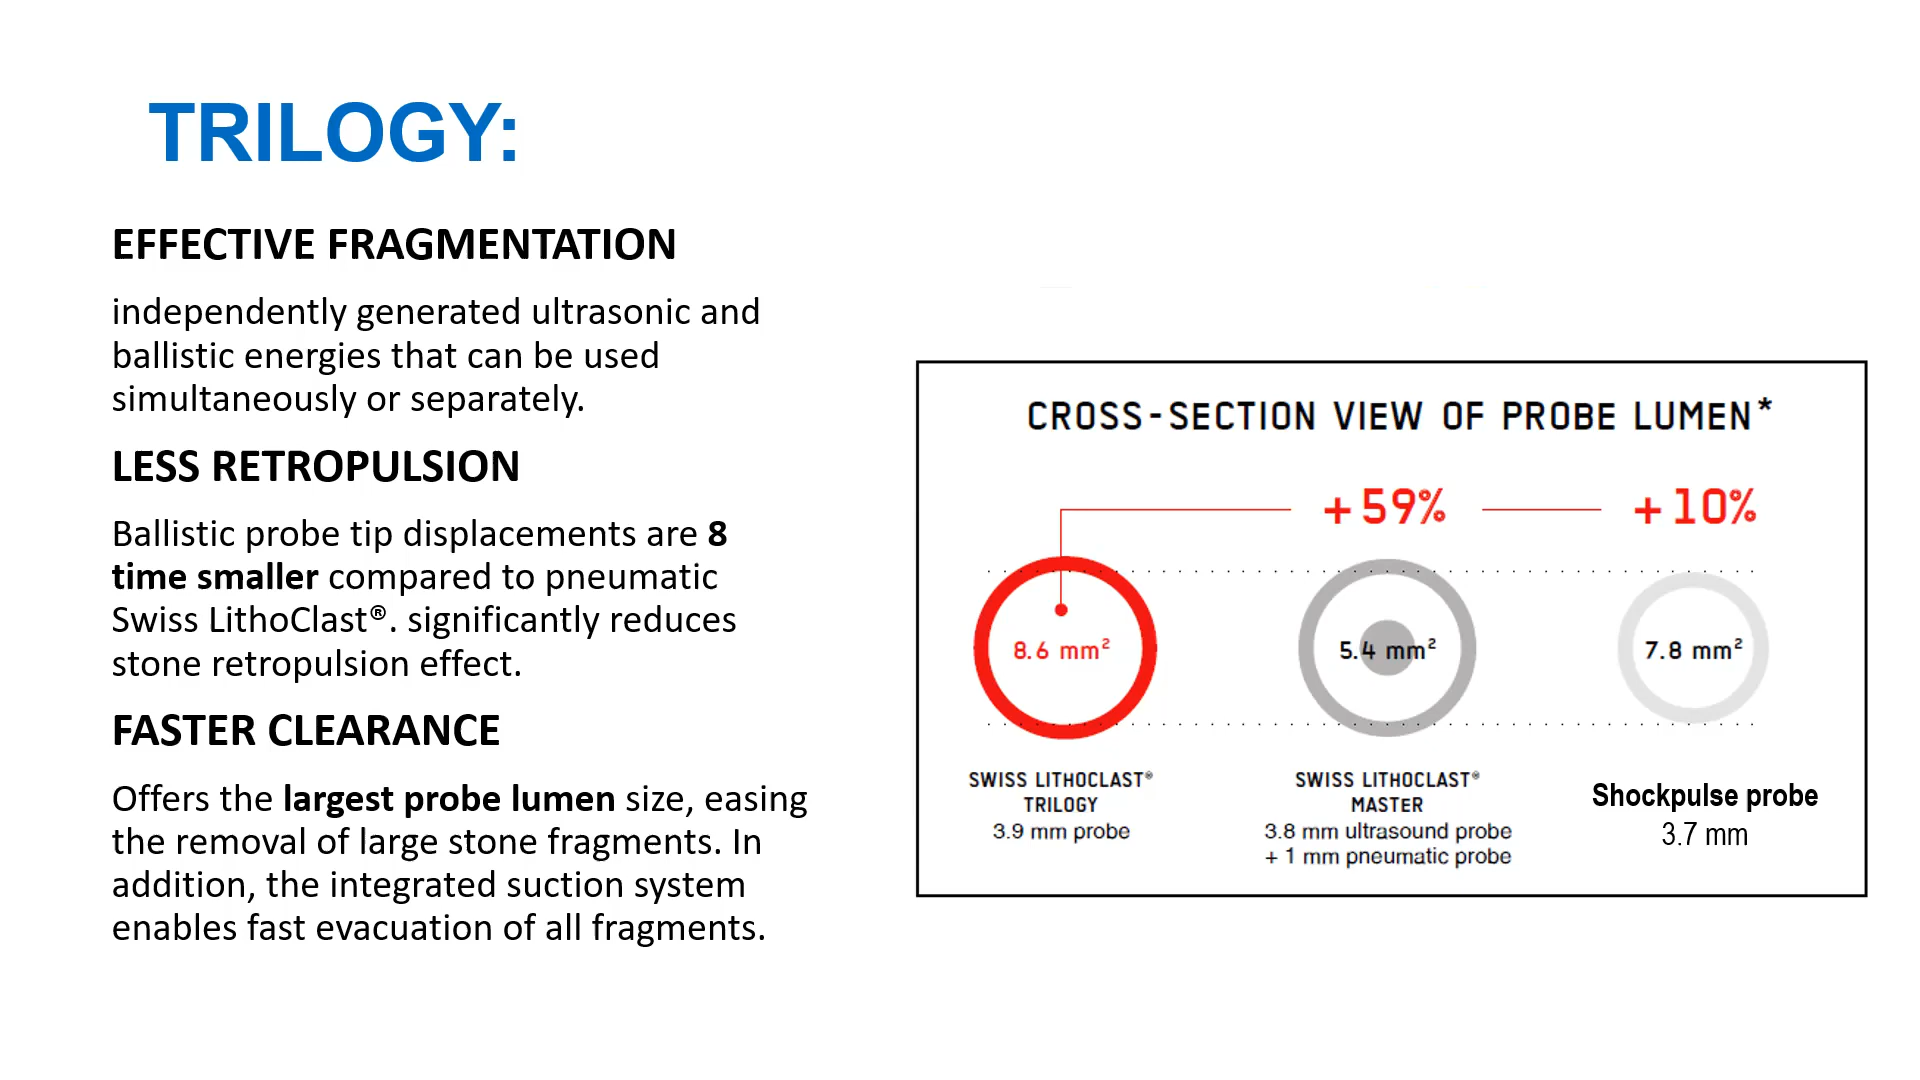 TRILOGY:
EFFECTIVE FRAGMENTATION
independently generated ultrasonic and
ballistic energies that can be used
simultaneously or separately.
LESS RETROPULSION
Ballistic probe tip displacements are 8
time smaller compared to pneumatic
Swiss LithoClast®. significantly reduces
stone retropulsion effect.
FASTER CLEARANCE
Offers the largest probe lumen size, easing
the removal of large stone fragments. In
addition, the integrated suction system
enables fast evacuation of all fragments.
CROSS-SECTION VIEW OF PROBE LUMEN*
+59% +10%
8.6 mm² 5.4 mm² 7.8 mm²
SWISS LITHOCLAST®
TRILOGY
3.9 mm probe
SWISS LITHOCLAST®
MASTER
3.8 mm ultrasound probe
+ 1 mm pneumatic probe
Shockpulse probe
3.7 mm